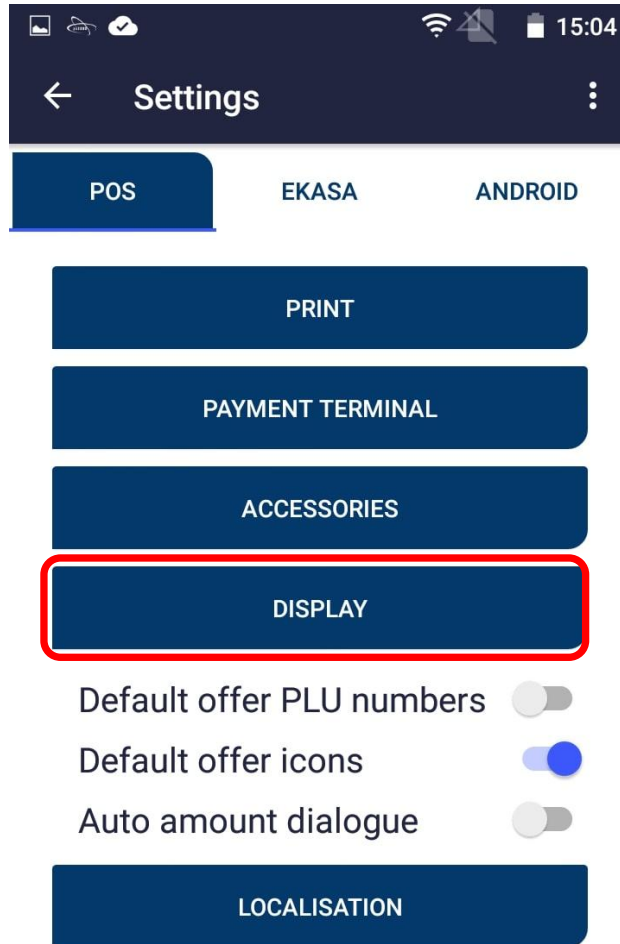 15:04
Settings
POS EKASA ANDROID
PRINT
PAYMENT TERMINAL
ACCESSORIES
DISPLAY
Default offer PLU numbers
Default offer icons
Auto amount dialogue
LOCALISATION